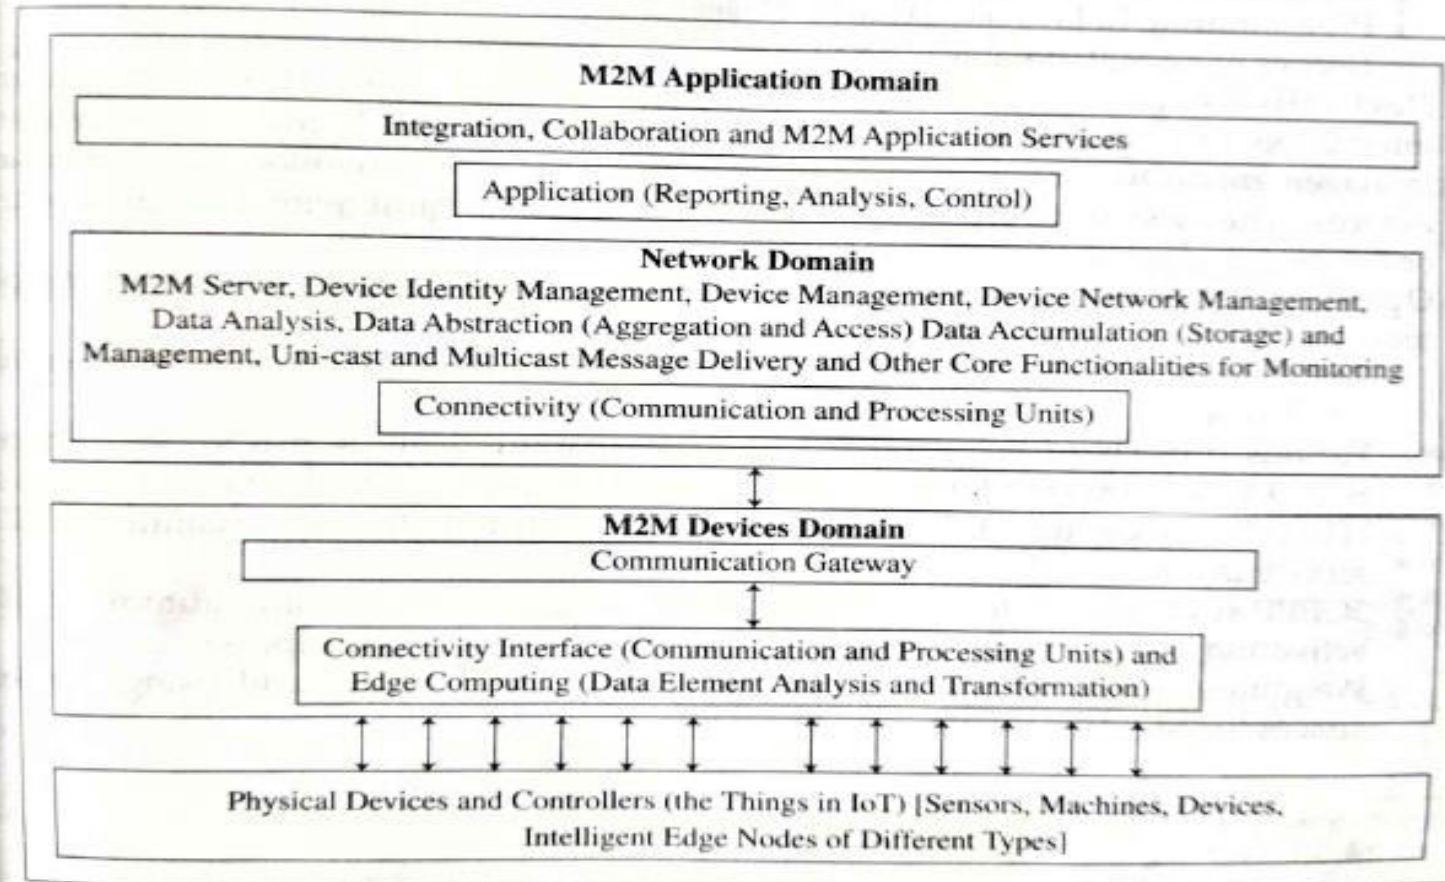 M2M Application Domain
Integration, Collaboration and M2M Application Services
Application (Reporting, Analysis, Control)
Network Domain
M2M Server, Device Identity Management, Device Management, Device Network Management,
Data Analysis, Data Abstraction (Aggregation and Access) Data Accumulation (Storage) and
Management, Uni-cast and Multicast Message Delivery and Other Core Functionalities for Monitoring
Connectivity (Communication and Processing Units)
M2M Devices Domain
Communication Gateway
Connectivity Interface (Communication and Processing Units) and
Edge Computing (Data Element Analysis and Transformation)
Physical Devices and Controllers (the Things in IoT) [Sensors, Machines, Devices,
Intelligent Edge Nodes of Different Types]